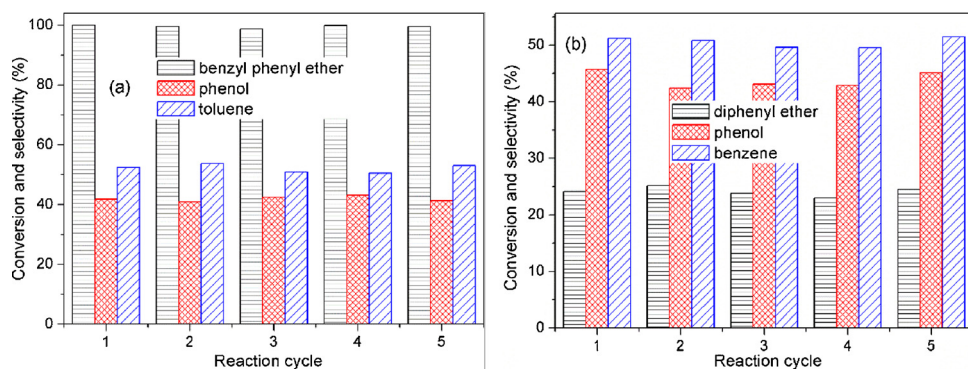 Conversion and selectivity (%)
100
80
60
40
20
0
(a)
benzyl phenyl ether
phenol
toluene
1 2 3 4 5
Reaction cycle
Conversion and selectivity (%)
50
40
30
20
10
0
(b)
diphenyl ether
phenol
benzene
1 2 3 4 5
Reaction cycle